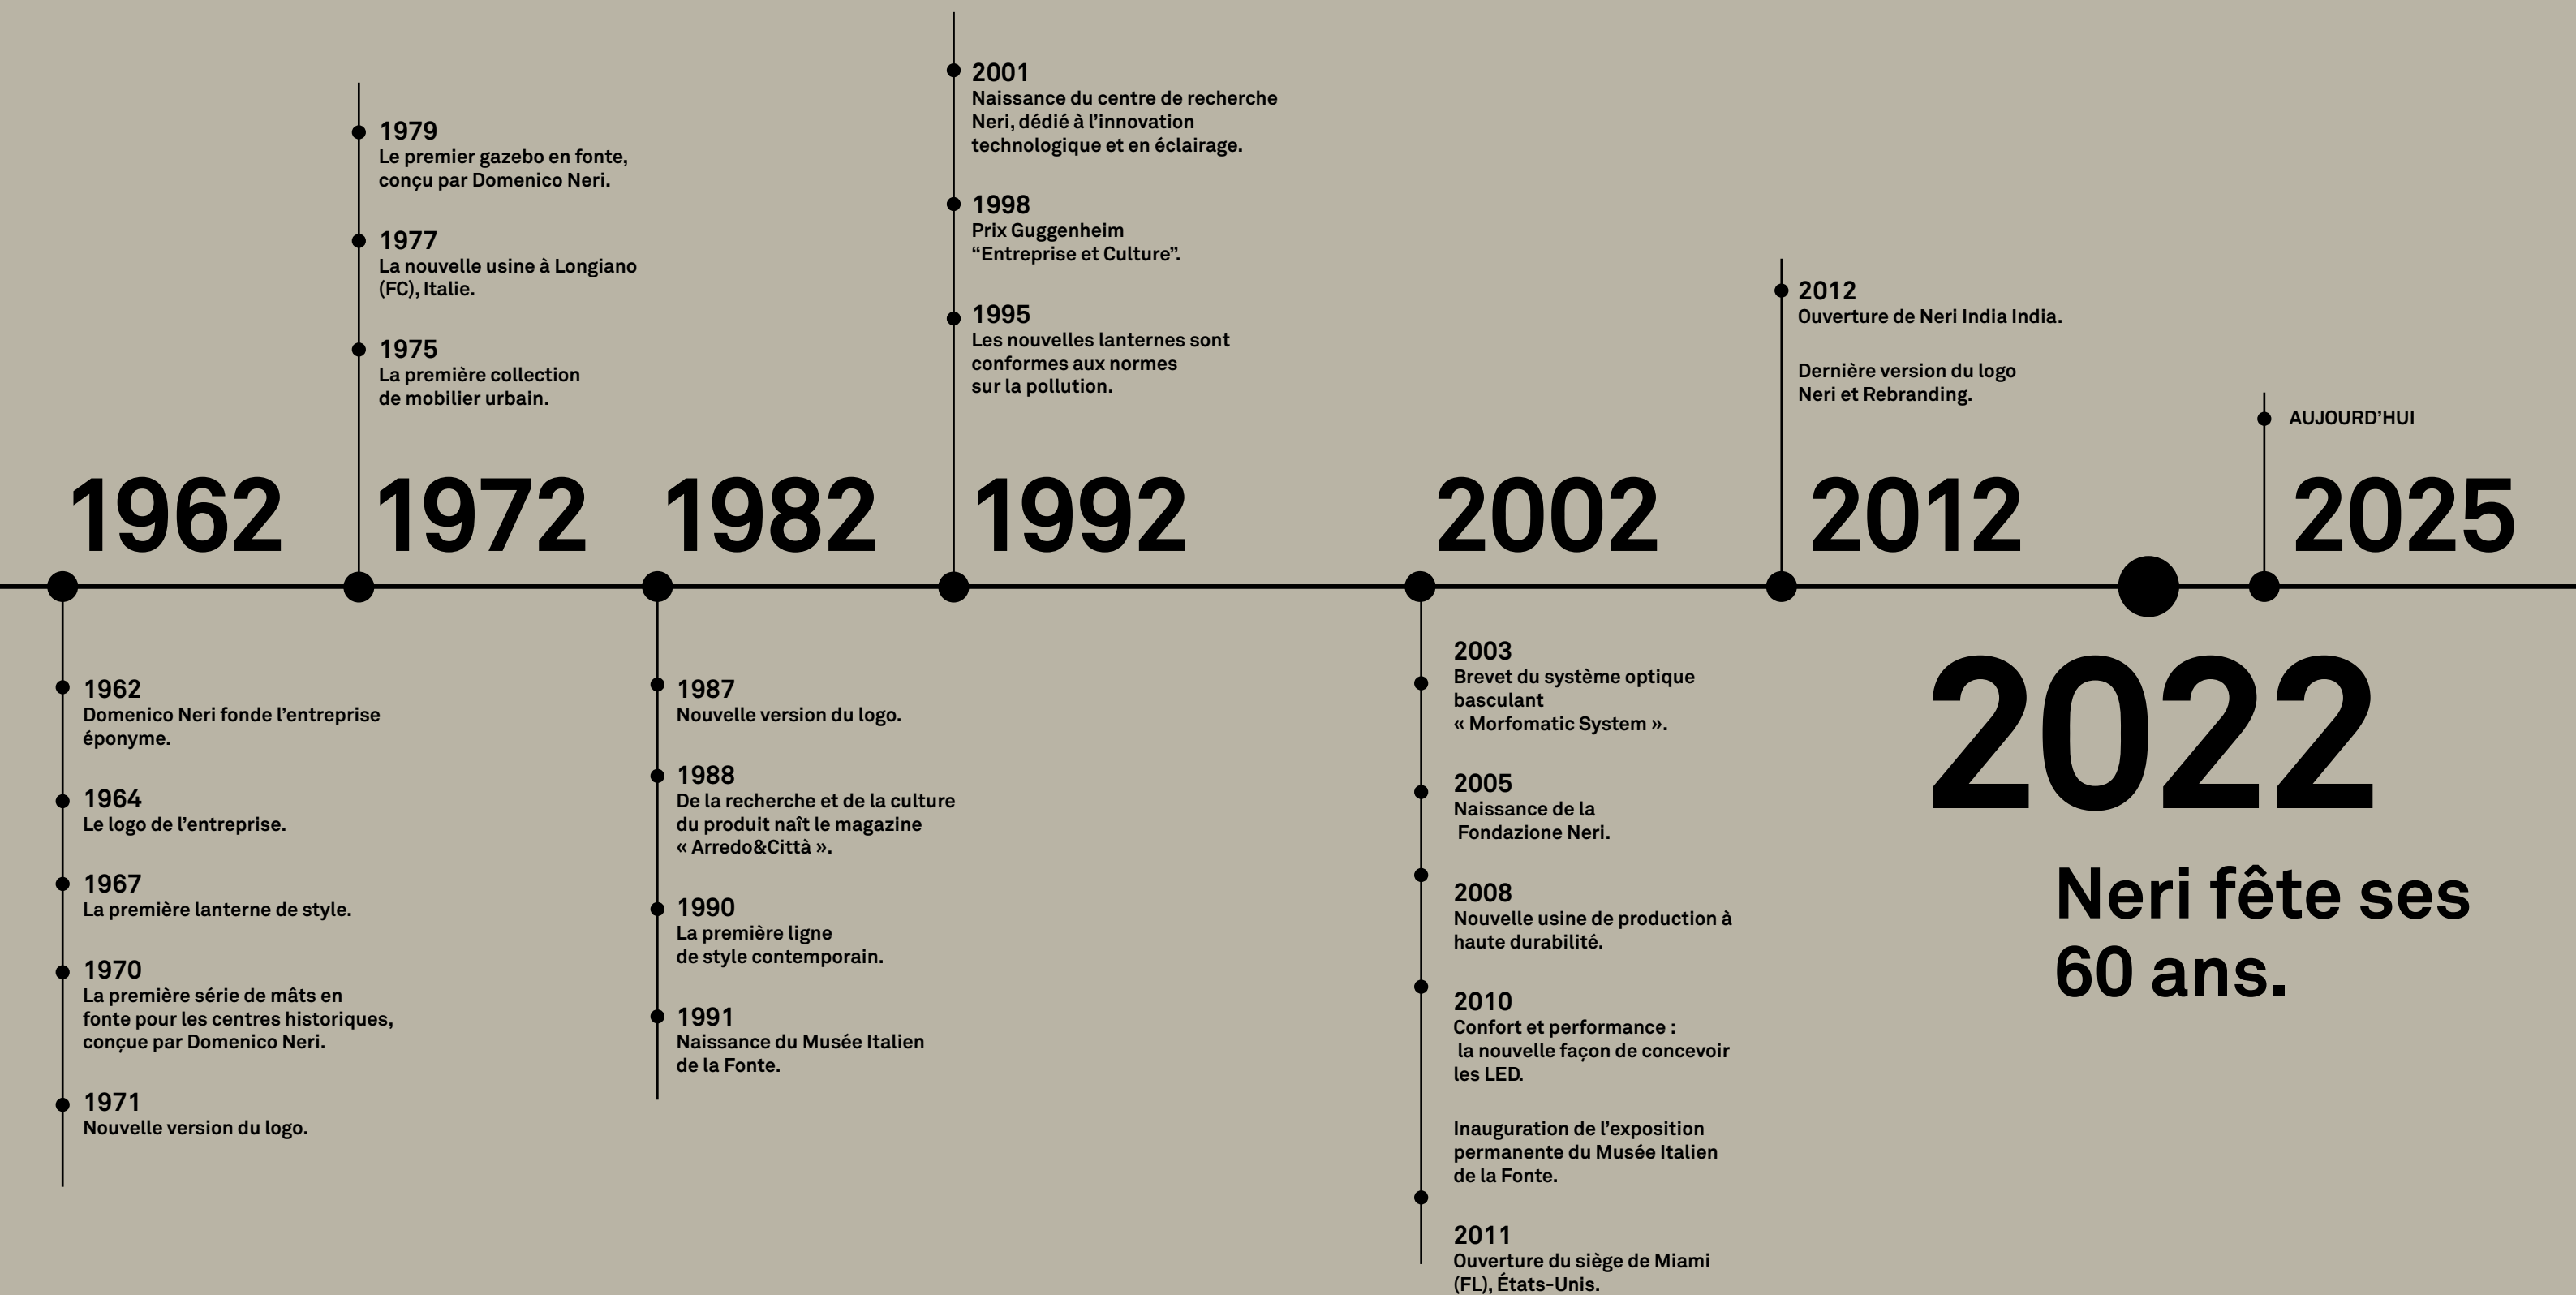 1962
1962
Domenico Neri fonde l’entreprise
éponyme.
1964
Le logo de l’entreprise.
1967
La première lanterne de style.
1970
La première série de mâts en
fonte pour les centres historiques,
conçue par Domenico Neri.
1971
Nouvelle version du logo.
1979
Le premier gazebo en fonte,
conçu par Domenico Neri.
1977
La nouvelle usine à Longiano
(FC), Italie.
1975
La première collection
de mobilier urbain.
1972
1982
1987
Nouvelle version du logo.
1988
De la recherche et de la culture
du produit naît le magazine
« Arredo&Città ».
1990
La première ligne
de style contemporain.
1991
Naissance du Musée Italien
de la Fonte.
2001
Naissance du centre de recherche
Neri, dédié à l’innovation
technologique et en éclairage.
1998
Prix Guggenheim
“Entreprise et Culture”.
1995
Les nouvelles lanternes sont
conformes aux normes
sur la pollution.
1992
2002
2003
Brevet du système optique
basculant
« Morfomatic System ».
2005
Naissance de la
Fondazione Neri.
2008
Nouvelle usine de production à
haute durabilité.
2010
Confort et performance :
la nouvelle façon de concevoir
les LED.
Inauguration de l’exposition
permanente du Musée Italien
de la Fonte.
2011
Ouverture du siège de Miami
(FL), États-Unis.
2012
Ouverture de Neri India India.
Dernière version du logo
Neri et Rebranding.
2012
AUJOURD’HUI
2025
2022
Neri fête ses
60 ans.